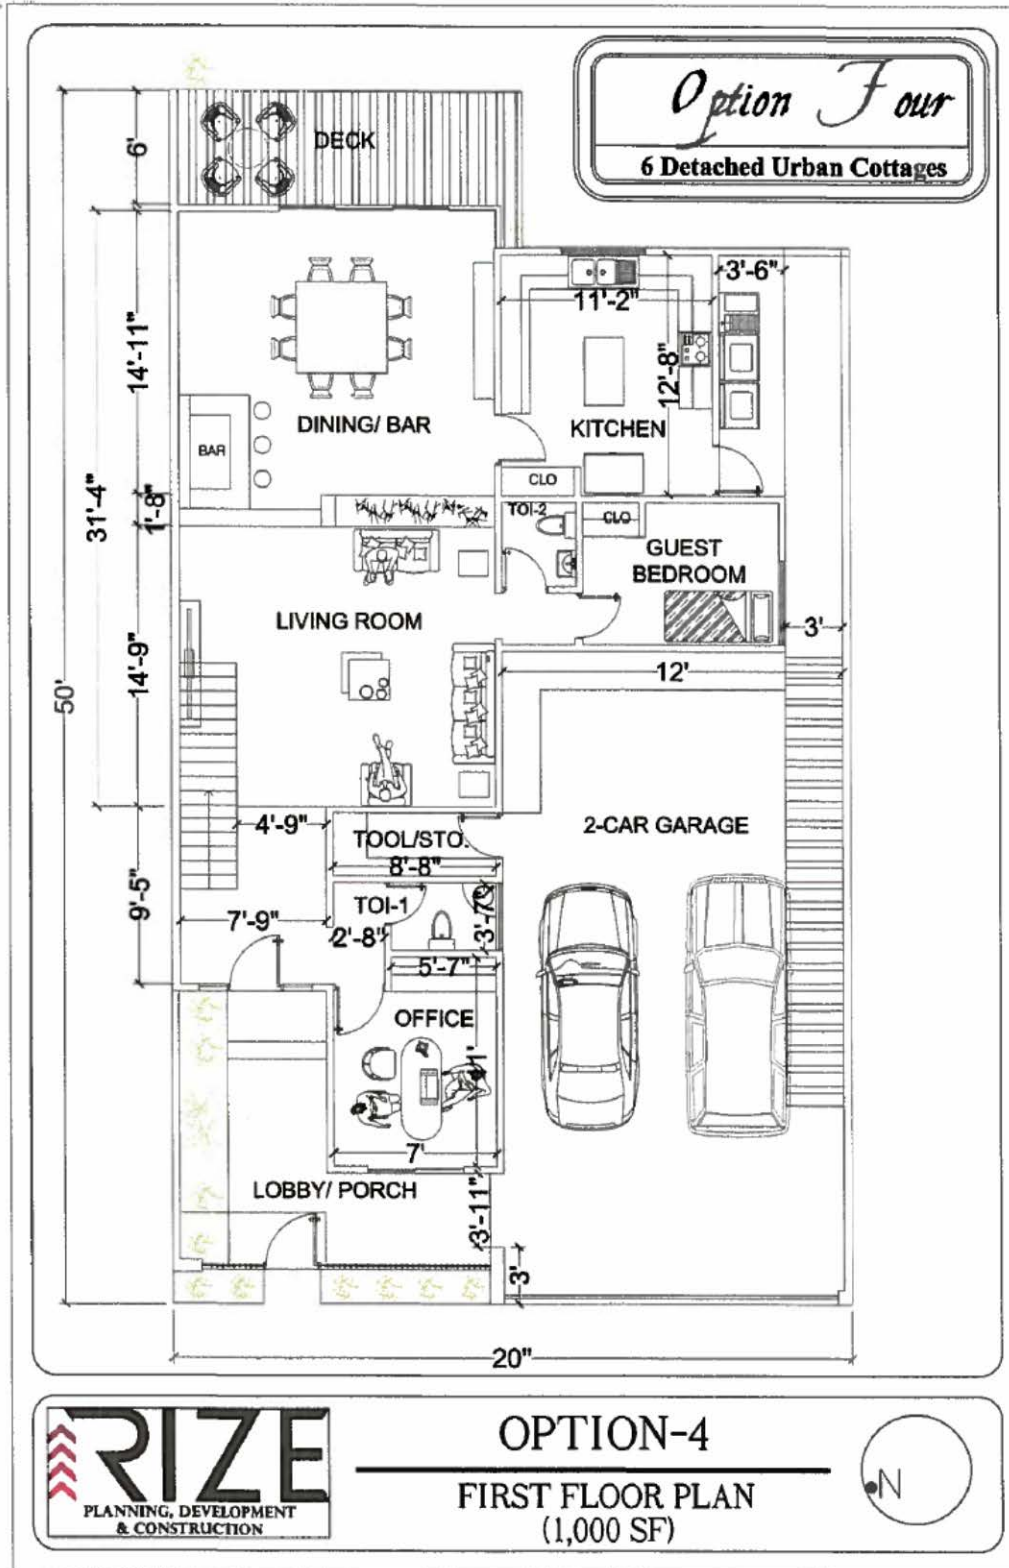 Option Four
6 Detached Urban Cottages
DECK
6'
3'-6"
11'-2"
14'-11"
12'-8"
DINING/ BAR
KITCHEN
BAR
CLO
31'-4"
1'-8"
TOI-2
CLO
GUEST
BEDROOM
LIVING ROOM
3'
12'
14'-9"
50'
4'-9"
TOOL/STO.
2-CAR GARAGE
8'-8"
9'-5"
TOI-1
3'-7"
7'-9"
2'-8"
5'-7"
OFFICE
7'
LOBBY/ PORCH
3'-11"
3'
20"
RIZE
PLANNING, DEVELOPMENT
& CONSTRUCTION
OPTION-4
FIRST FLOOR PLAN
(1,000 SF)
N